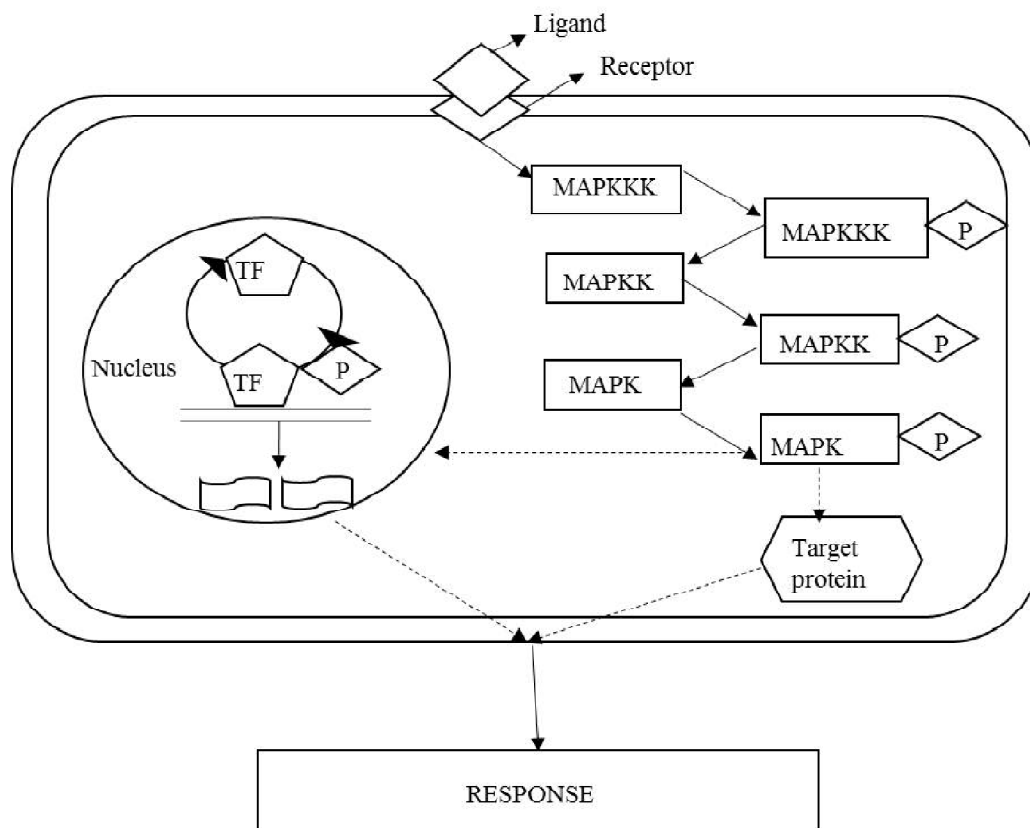 Ligand
Receptor
MAPKKK
MAPKKK
P
MAPKK
MAPKK
P
MAPK
MAPK
P
TF
Nucleus
TF
P
Target
protein
RESPONSE